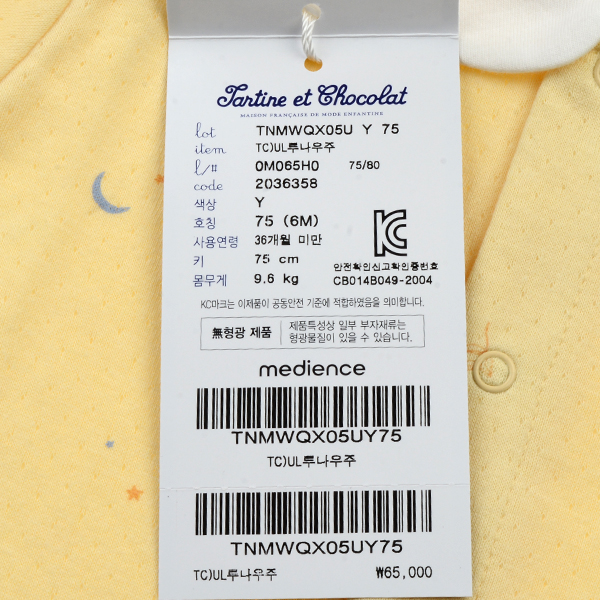 Tartine et Chocolat
MAISON FRANÇAISE DE MODE ENFANTINE
lot TNMWQX05U Y 75
item TC)UL루나우주
l/# 0M065H0 75/80
code 2036358
색상 Y
호칭 75 (6M)
사용연령 36개월 미만
키 75 cm
몸무게 9.6 kg
KC
안전확인신고확인증번호
CB014B049-2004
KC마크는 이제품이 공통안전 기준에 적합하였음을 의미합니다.
無형광 제품
제품특성상 일부 부자재류는
형광물질이 있을 수 있습니다.
medience
TNMWQX05UY75
TC)UL루나우주
TNMWQX05UY75
TC)UL루나우주 ₩65,000